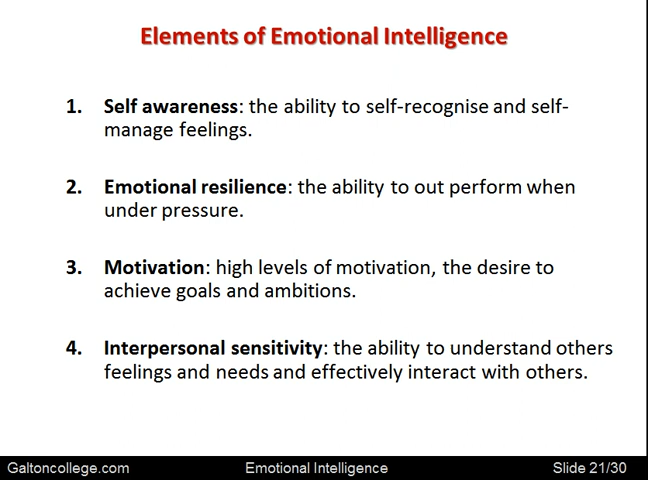 Elements of Emotional Intelligence
1. Self awareness: the ability to self-recognise and self-
manage feelings.
2. Emotional resilience: the ability to out perform when
under pressure.
3. Motivation: high levels of motivation, the desire to
achieve goals and ambitions.
4. Interpersonal sensitivity: the ability to understand others
feelings and needs and effectively interact with others.
Galtoncollege.com Emotional Intelligence Slide 21/30